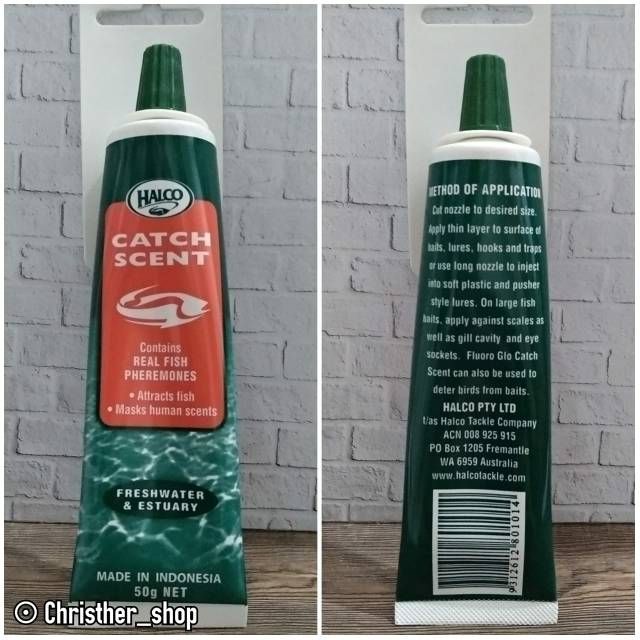 HALCO
CATCH
SCENT
Contains
REAL FISH
PHEREMONES
• Attracts fish
• Masks human scents
FRESHWATER
& ESTUARY
MADE IN INDONESIA
50g NET
© Christher_shop
METHOD OF APPLICATION
Cut nozzle to desired size.
Apply thin layer to surface of
baits, lures, hooks and traps
or use long nozzle to inject
into soft plastic and pusher
style lures. On large fish
baits, apply against scales as
well as gill cavity and eye
sockets. Fluoro Glo Catch
Scent can also be used to
deter birds from baits.
HALCO PTY LTD
t/as Halco Tackle Company
ACN 008 925 915
PO Box 1205 Fremantle
WA 6959 Australia
www.halcotackle.com
9312612801014